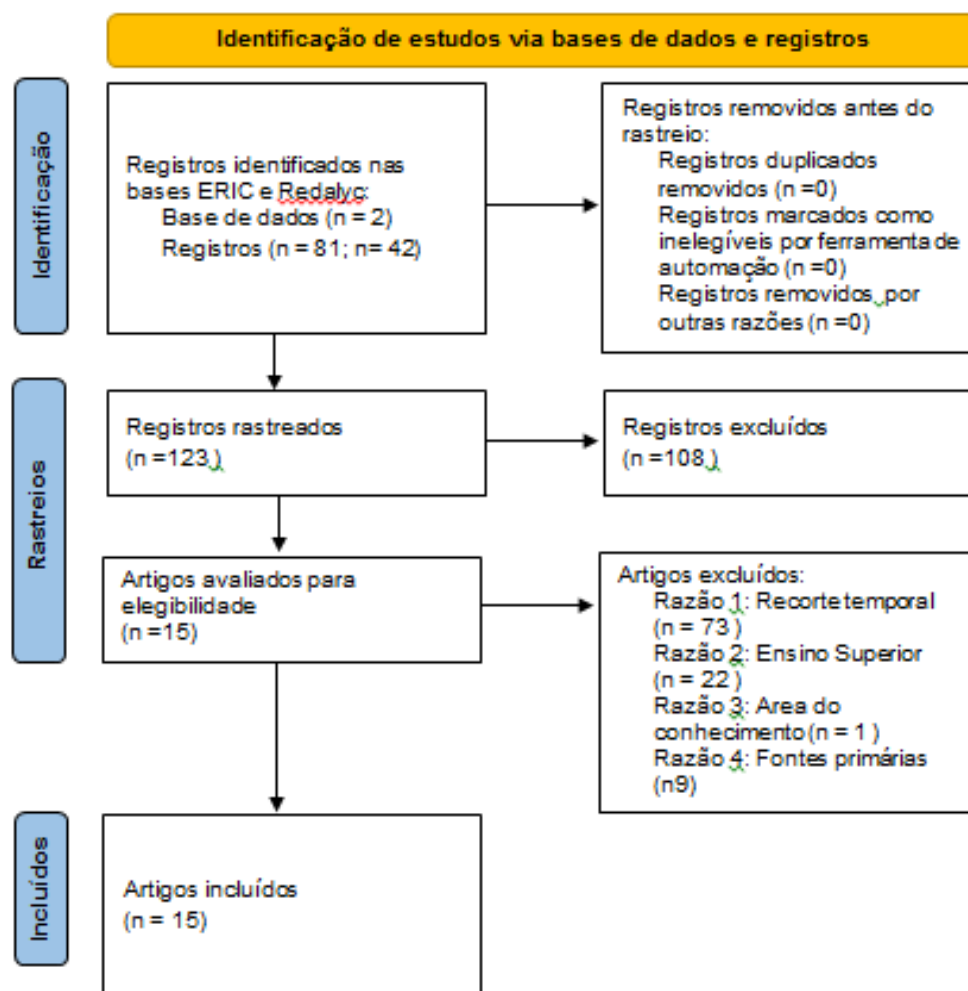 Identificação de estudos via bases de dados e registros
Identificação
Registros identificados nas
bases ERIC e Redalyc:
Base de dados (n = 2)
Registros (n = 81; n= 42)
Registros removidos antes do
rastreio:
Registros duplicados
removidos (n =0)
Registros marcados como
inelegíveis por ferramenta de
automação (n =0)
Registros removidos por
outras razões (n =0)
Rastreios
Registros rastreados
(n =123 )
Registros excluídos
(n =108 )
Artigos avaliados para
elegibilidade
(n =15)
Artigos excluídos:
Razão 1: Recorte temporal
(n = 73 )
Razão 2: Ensino Superior
(n = 22 )
Razão 3: Area do
conhecimento (n = 1 )
Razão 4: Fontes primárias
(n9)
Incluídos
Artigos incluídos
(n = 15)